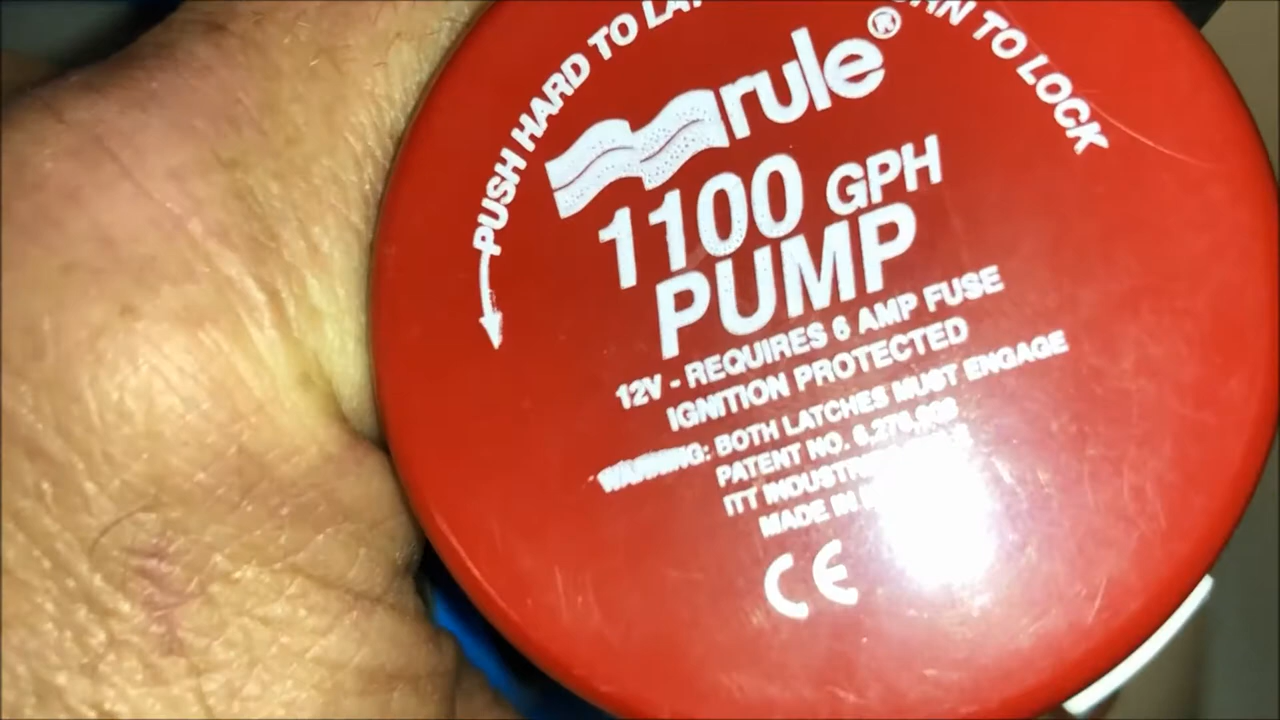 PUSH HARD TO
TO LOCK
rule®
1100 GPH
PUMP
12V - REQUIRES 6 AMP FUSE
IGNITION PROTECTED
WARNING: BOTH LATCHES MUST ENGAGE
PATENT NO.
ITT
MADE IN
CE